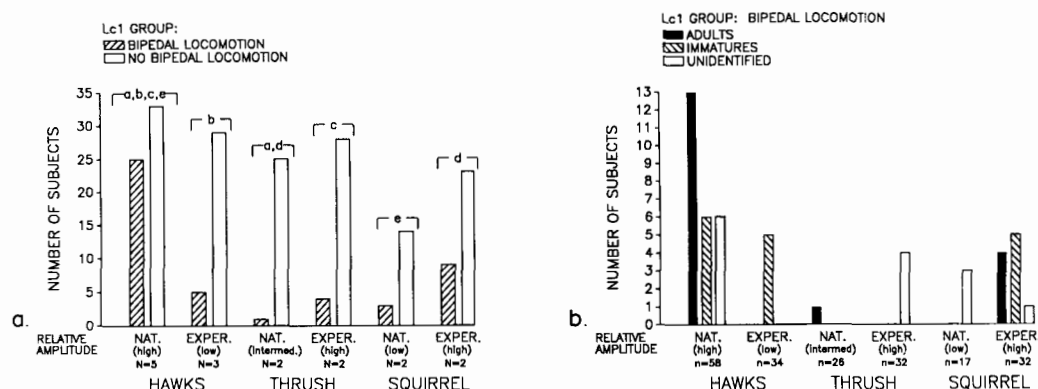 Lc1 GROUP:
BIPEDAL LOCOMOTION
NO BIPEDAL LOCOMOTION
35
30
25
20
15
10
5
0
NUMBER OF SUBJECTS
a,b,c,e
b
a,d
c
e
d
a.
RELATIVE AMPLITUDE
NAT. EXPER. NAT. EXPER. NAT. EXPER.
(high) (low) (intermed.) (high) (low) (high)
N=5 N=3 N=2 N=2 N=2 N=2
HAWKS THRUSH SQUIRREL
Lc1 GROUP: BIPEDAL LOCOMOTION
ADULTS
IMMATURES
UNIDENTIFIED
13
12
11
10
9
8
7
6
5
4
3
2
1
0
NUMBER OF SUBJECTS
b.
RELATIVE AMPLITUDE
NAT. EXPER. NAT. EXPER. NAT. EXPER.
(high) (low) (intermed) (high) (low) (high)
n=58 n=34 n=26 n=32 n=17 n=32
HAWKS THRUSH SQUIRREL